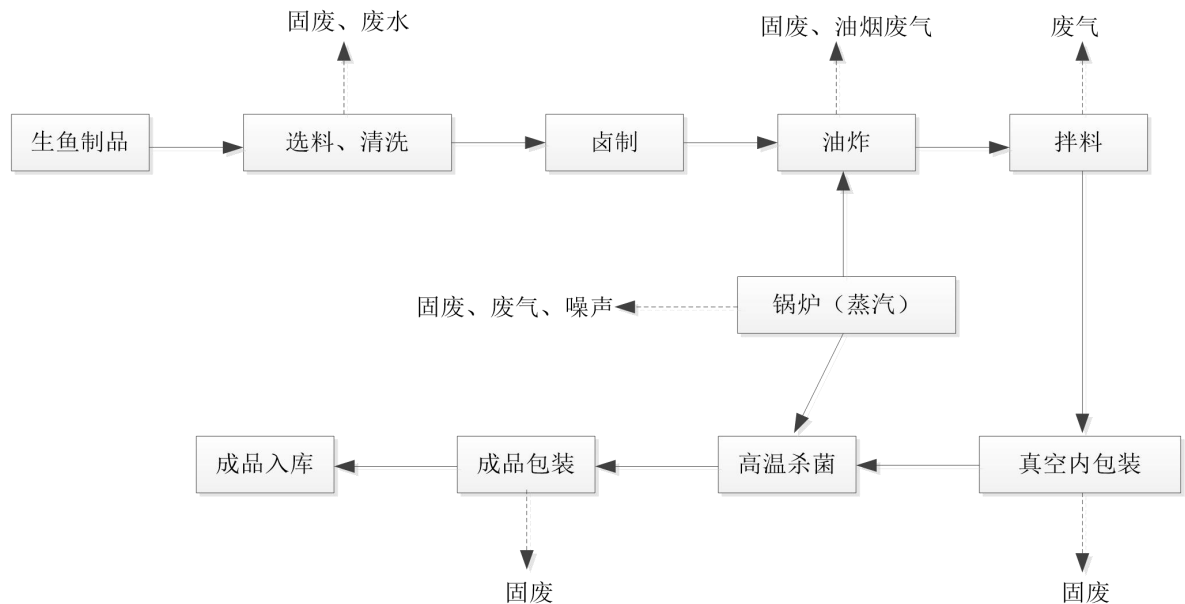 固废、废水
固废、油烟废气
废气
生鱼制品
选料、清洗
卤制
油炸
拌料
固废、废气、噪声
锅炉（蒸汽）
成品入库
成品包装
高温杀菌
真空内包装
固废
固废